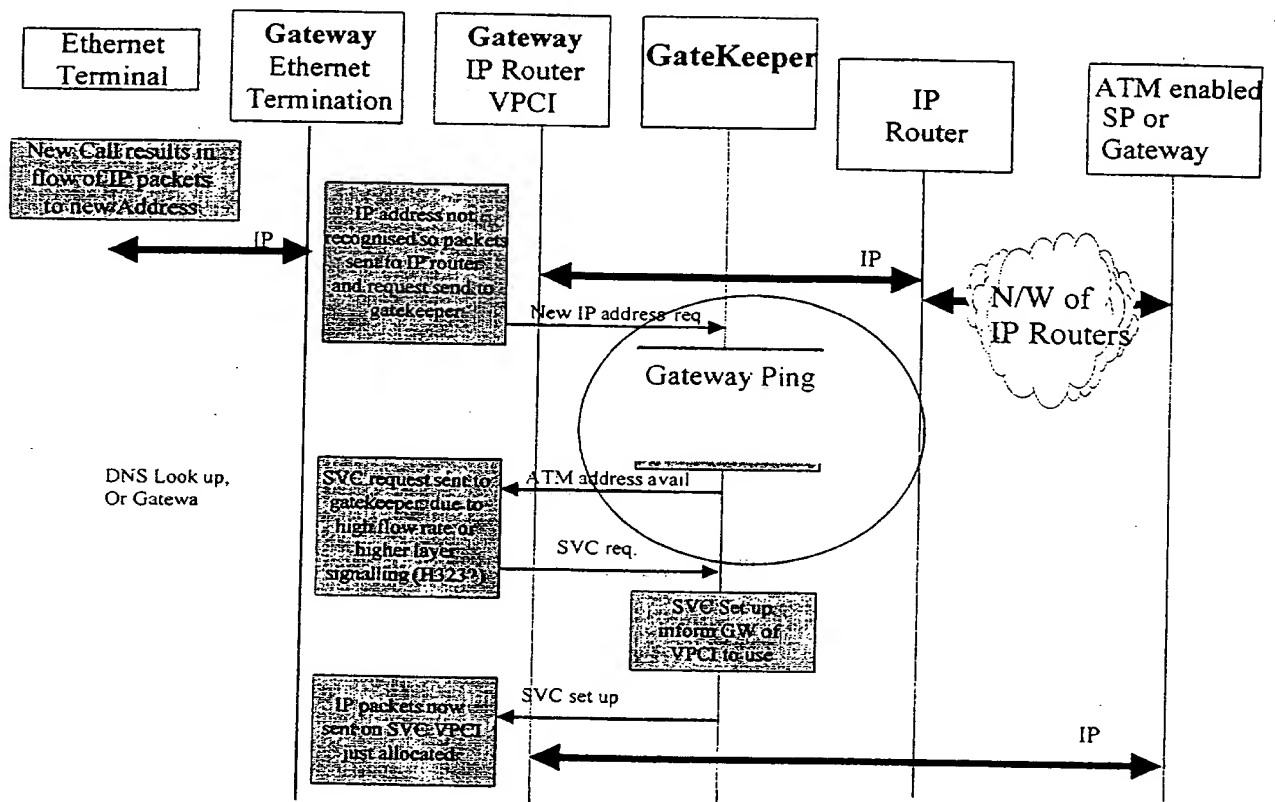 Ethernet
Terminal
Gateway
Ethernet
Termination
Gateway
IP Router
VPCI
GateKeeper
IP
Router
ATM enabled
SP or
Gateway
New Call results in
flow of IP packets
to new Address
IP
IP address not
recognised so packets
sent to IP router
and request send to
gatekeeper
IP
N/W of
IP Routers
New IP address req
Gateway Ping
DNS Look up,
Or Gatewa
SVC request sent to
gatekeeper due to
high flow rate or
higher layer
signalling (H323?)
ATM address avail
SVC req.
SVC Set up
inform GW of
VPCI to use
IP packets now
sent on SVC VPCI
just allocated
SVC set up
IP